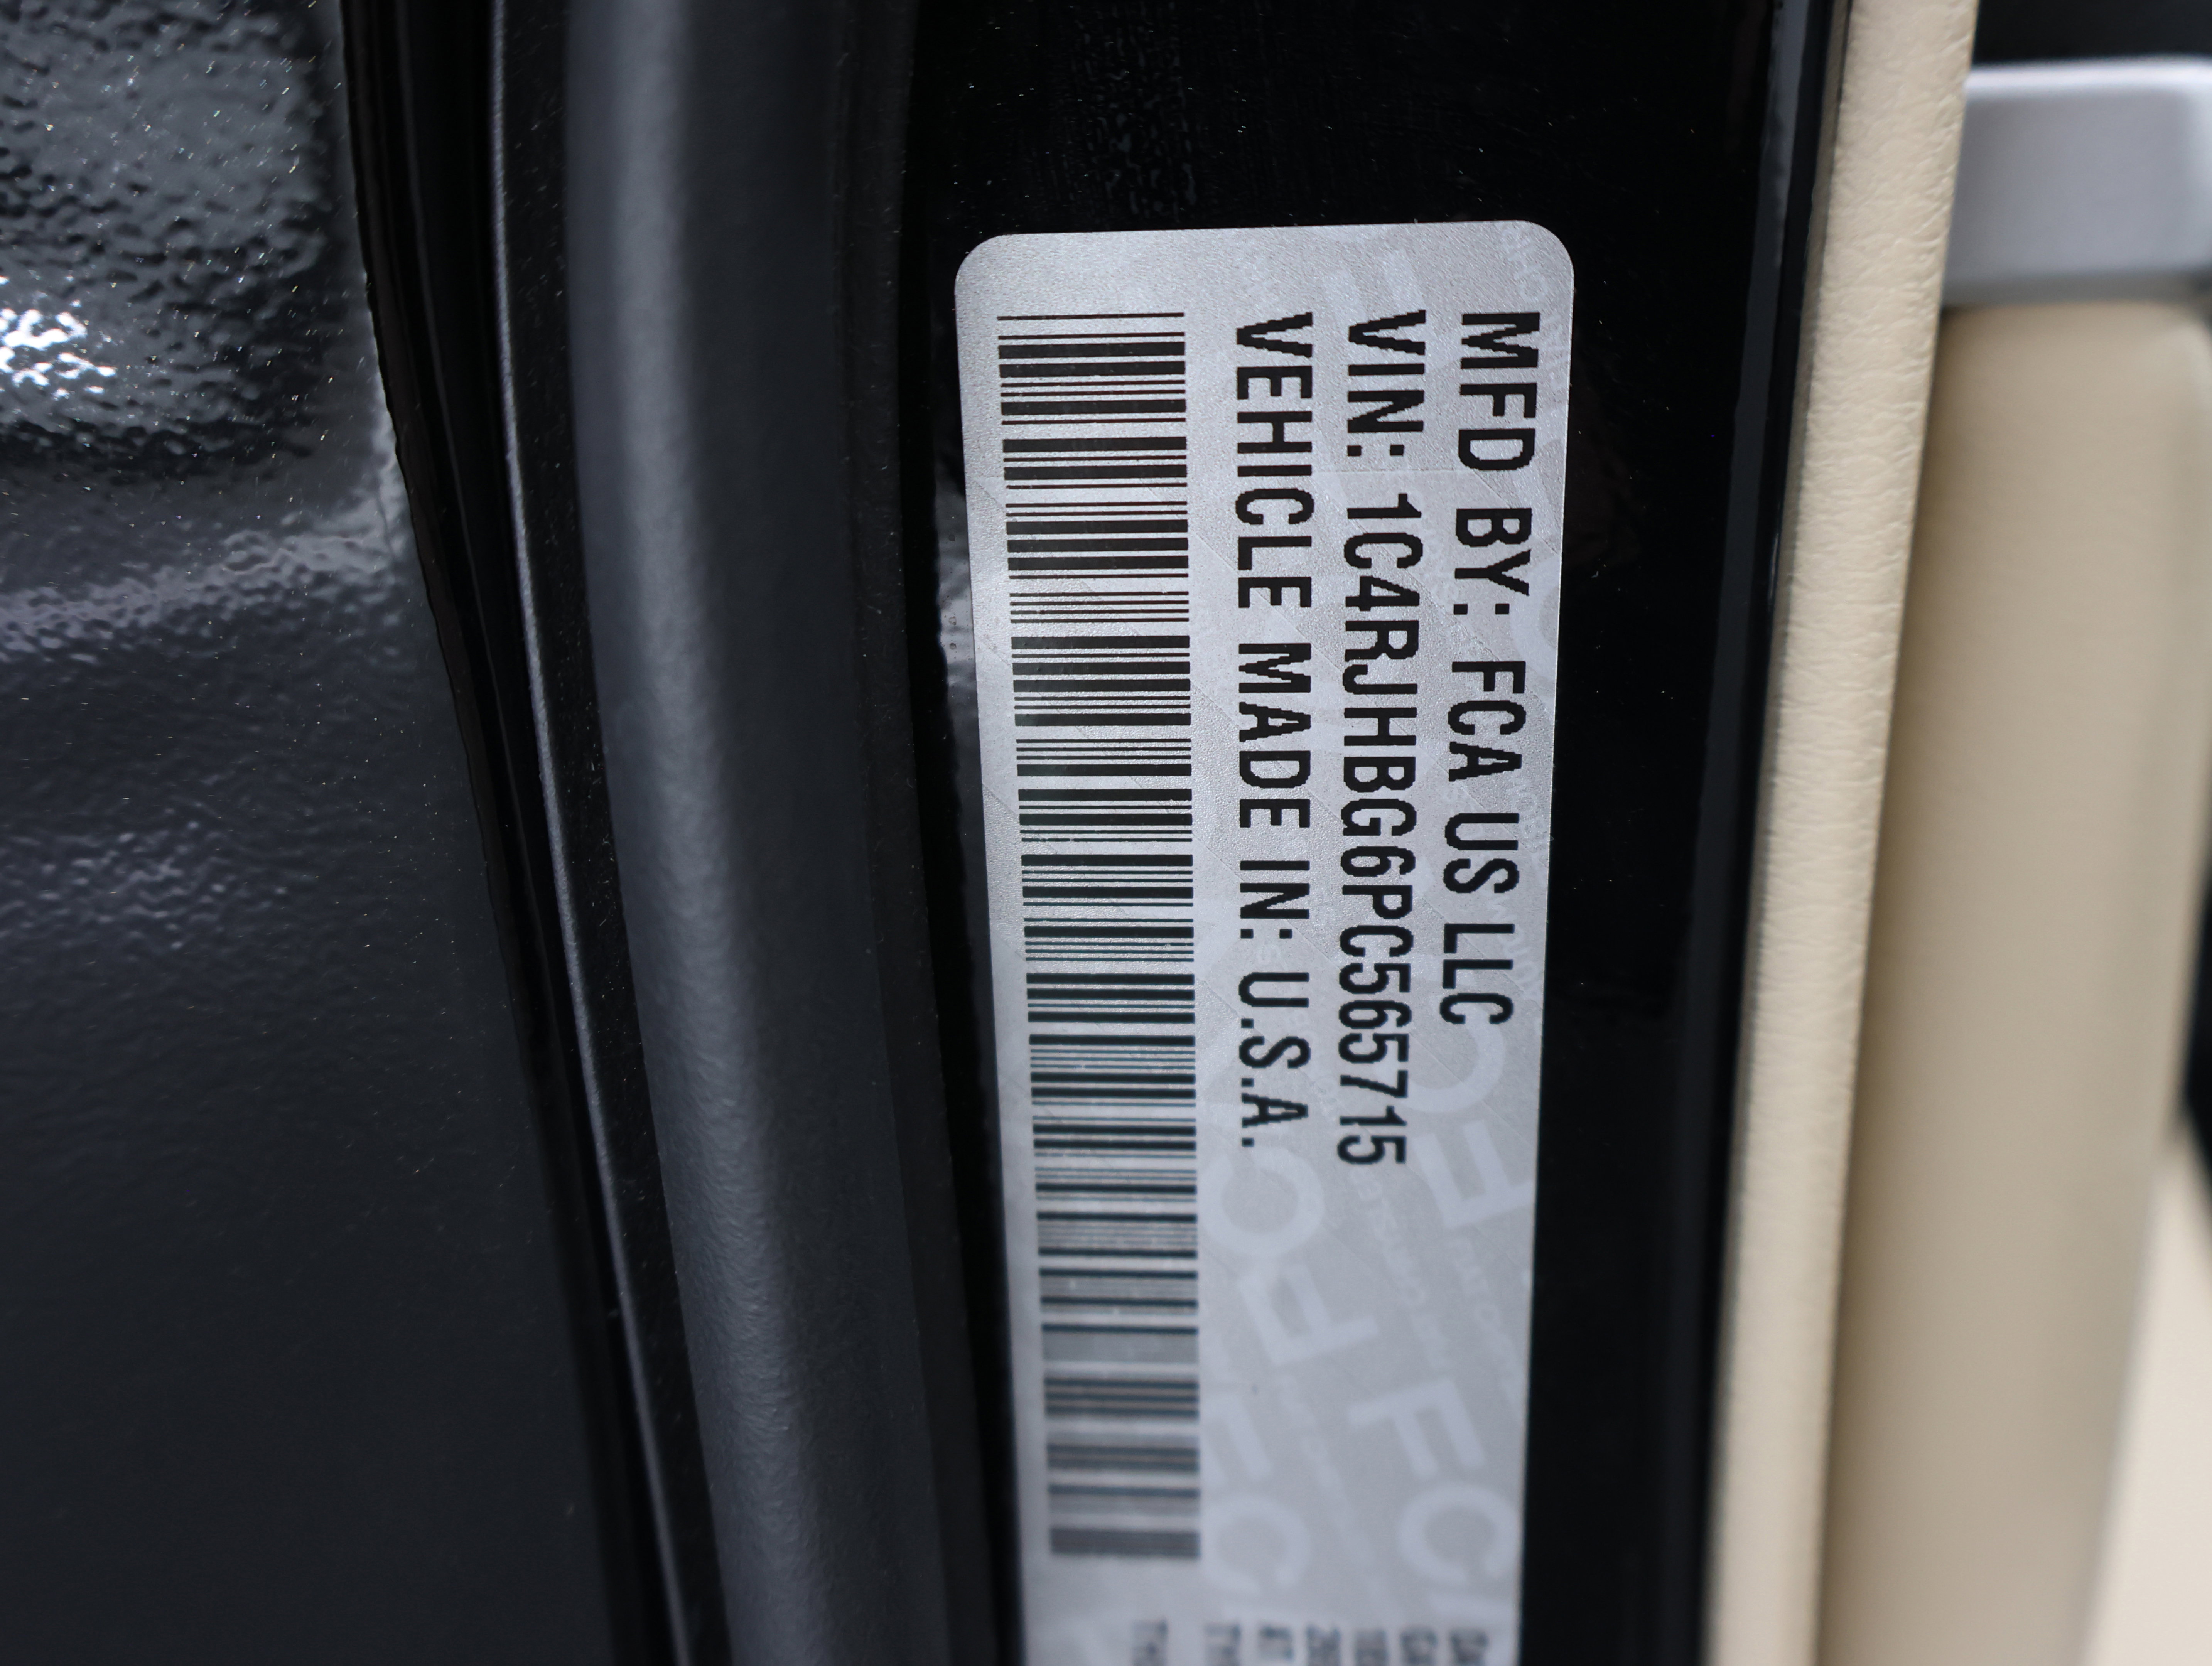 MFD BY: FCA US LLC
VIN: 1C4RJHBG6PC565715
VEHICLE MADE IN: U.S.A.